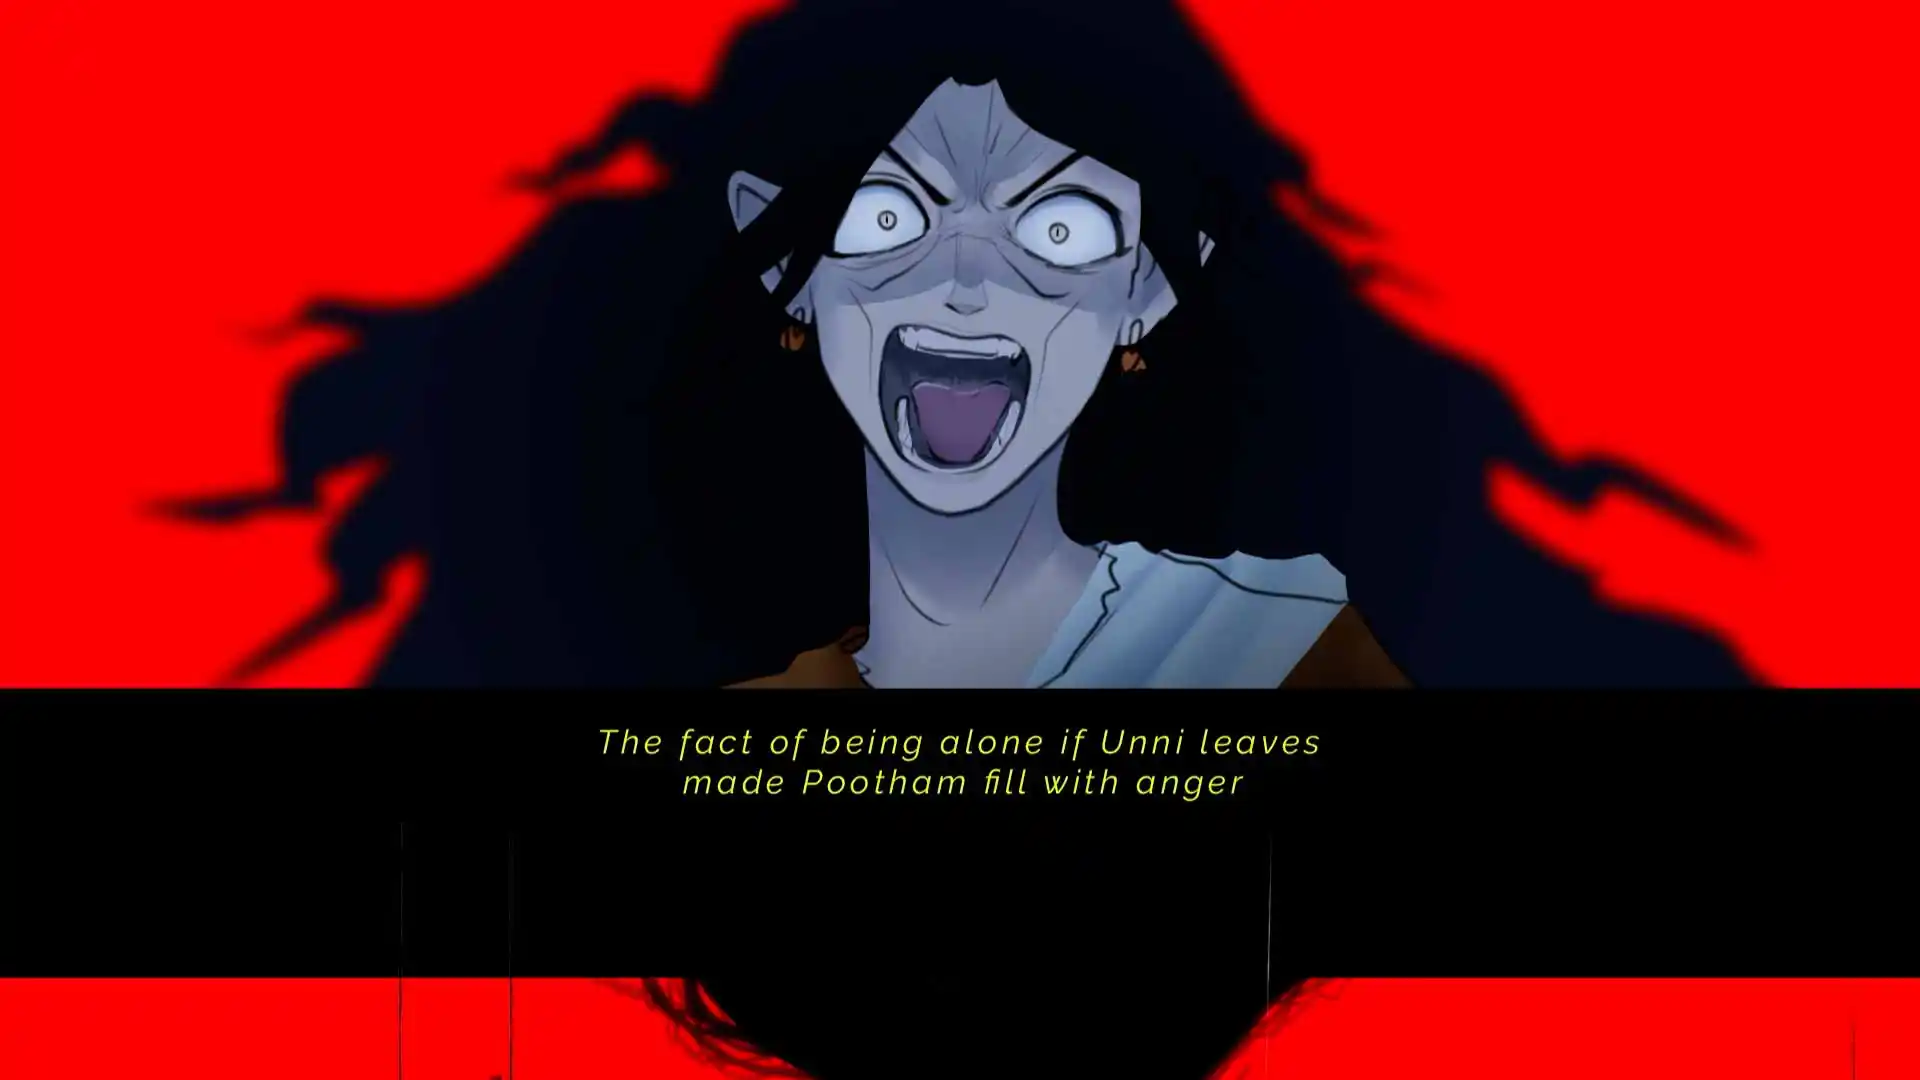 The fact of being alone if Unni leaves
made Pootham fill with anger